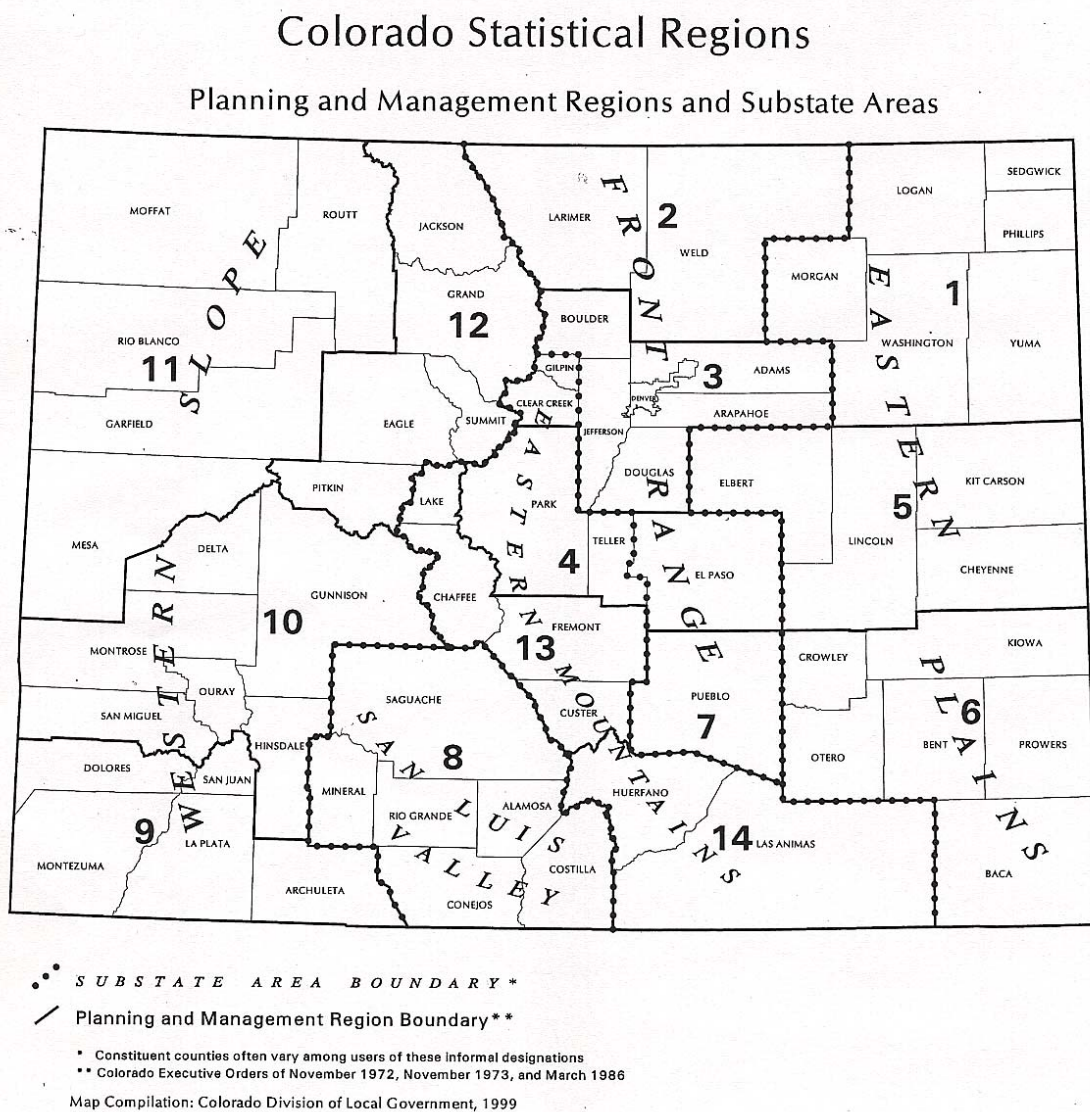 Colorado Statistical Regions
Planning and Management Regions and Substate Areas
MOFFAT
ROUTT
JACKSON
LARIMER
WELD
LOGAN
SEDGWICK
PHILLIPS
MORGAN
WASHINGTON
YUMA
GRAND
BOULDER
RIO BLANCO
GILPIN
ADAMS
CLEAR CREEK
DENVER
ARAPAHOE
GARFIELD
EAGLE
SUMMIT
JEFFERSON
DOUGLAS
ELBERT
KIT CARSON
PITKIN
LAKE
PARK
LINCOLN
MESA
DELTA
TELLER
EL PASO
CHEYENNE
GUNNISON
CHAFFEE
FREMONT
MONTROSE
CROWLEY
KIOWA
OURAY
SAGUACHE
CUSTER
PUEBLO
SAN MIGUEL
HINSDALE
OTERO
BENT
PROWERS
DOLORES
SAN JUAN
MINERAL
RIO GRANDE
ALAMOSA
HUERFANO
LAS ANIMAS
MONTEZUMA
LA PLATA
ARCHULETA
CONEJOS
COSTILLA
BACA
1
2
3
4
5
6
7
8
9
10
11
12
13
14
WESTERN SLOPE
FRONT RANGE
EASTERN PLAINS
EASTERN MOUNTAINS
SAN LUIS VALLEY
SUBSTATE AREA BOUNDARY*
Planning and Management Region Boundary**
* Constituent counties often vary among users of these informal designations
** Colorado Executive Orders of November 1972, November 1973, and March 1986
Map Compilation: Colorado Division of Local Government, 1999